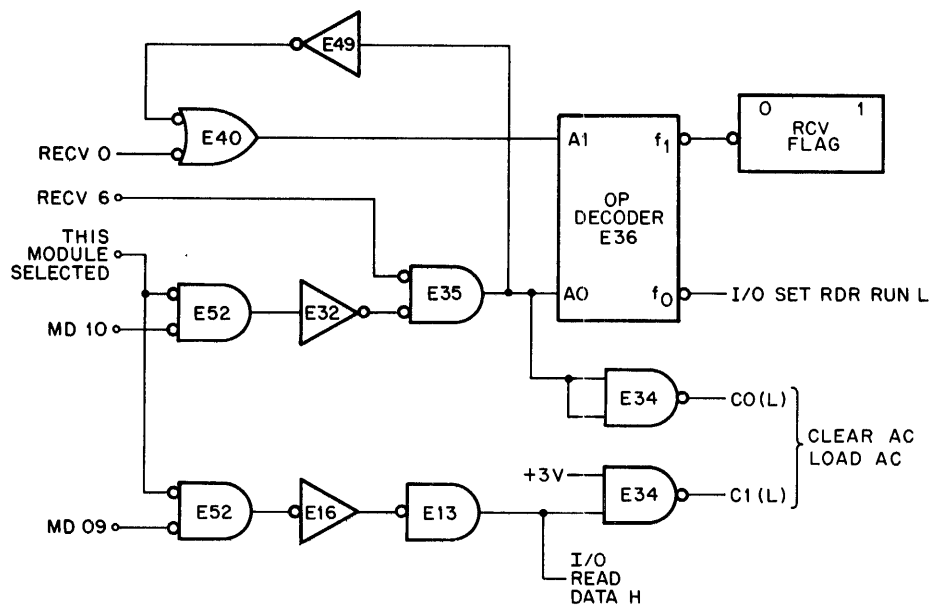 E49
0 1
RCV
FLAG
E40
A1
f1
RECV 0
RECV 6
OP
DECODER
E36
THIS
MODULE
SELECTED
E35
A0
f0
I/O SET RDR RUN L
E52
E32
MD 10
E34
C0(L)
CLEAR AC
LOAD AC
+3V
E34
C1(L)
E52
E16
E13
MD 09
I/O
READ
DATA H